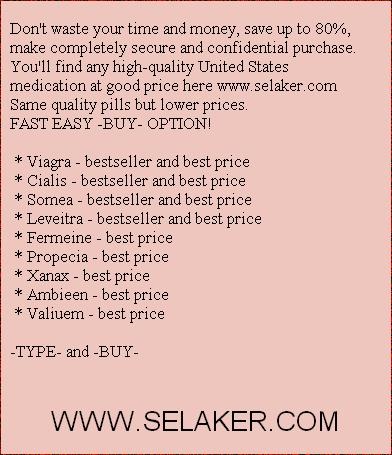 Don't waste your time and money, save up to 80%,
make completely secure and confidential purchase.
You'll find any high-quality United States
medication at good price here www.selaker.com
Same quality pills but lower prices.
FAST EASY -BUY- OPTION!
* Viagra - bestseller and best price
* Cialis - bestseller and best price
* Somea - bestseller and best price
* Leveitra - bestseller and best price
* Fermeine - best price
* Propecia - best price
* Xanax - best price
* Ambieen - best price
* Valiuem - best price
-TYPE- and -BUY-
WWW.SELAKER.COM